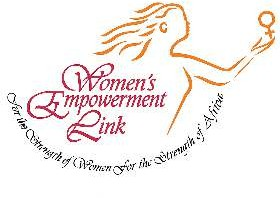 Women's
Empowerment
Link
for the Strength of Women For the Strength of Africa